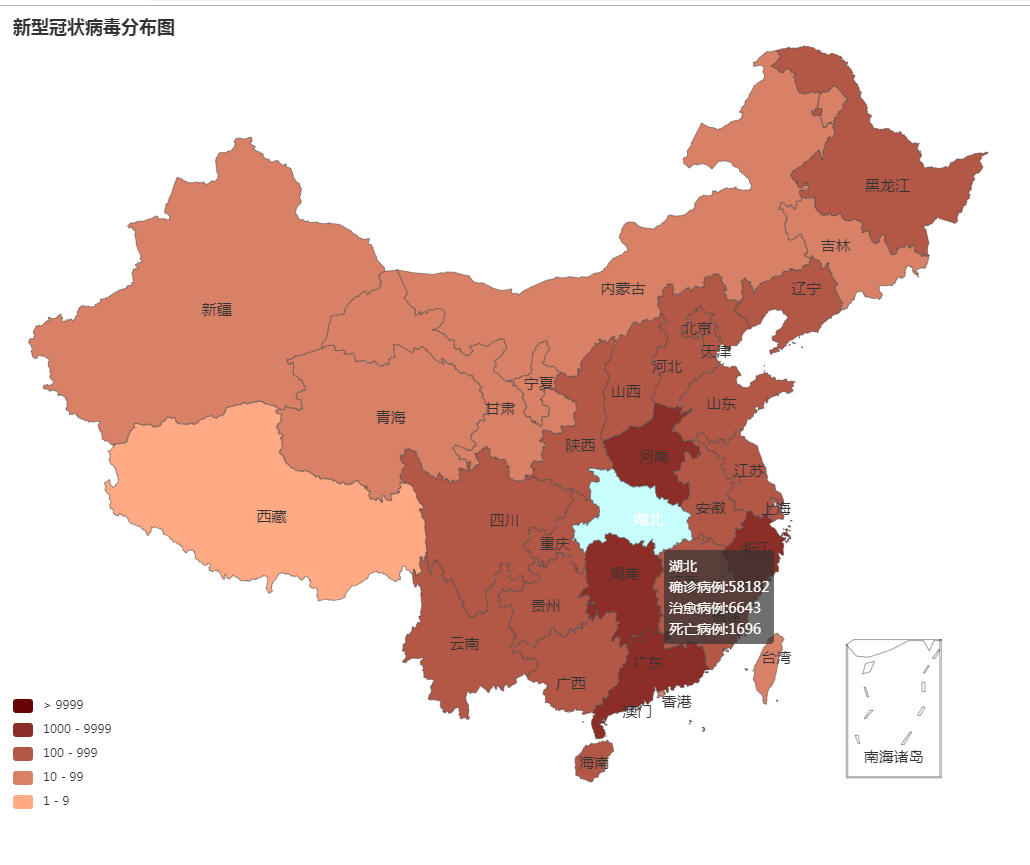 新型冠状病毒分布图
黑龙江
吉林
内蒙古
辽宁
新疆
北京
天津
河北
宁夏
山西
山东
甘肃
青海
陕西
河南
江苏
安徽
上海
西藏
四川
湖北
重庆
浙江
湖北
确诊病例:58182
治愈病例:6643
死亡病例:1696
湖南
贵州
云南
广东
台湾
广西
香港
澳门
海南
南海诸岛
> 9999
1000 - 9999
100 - 999
10 - 99
1 - 9